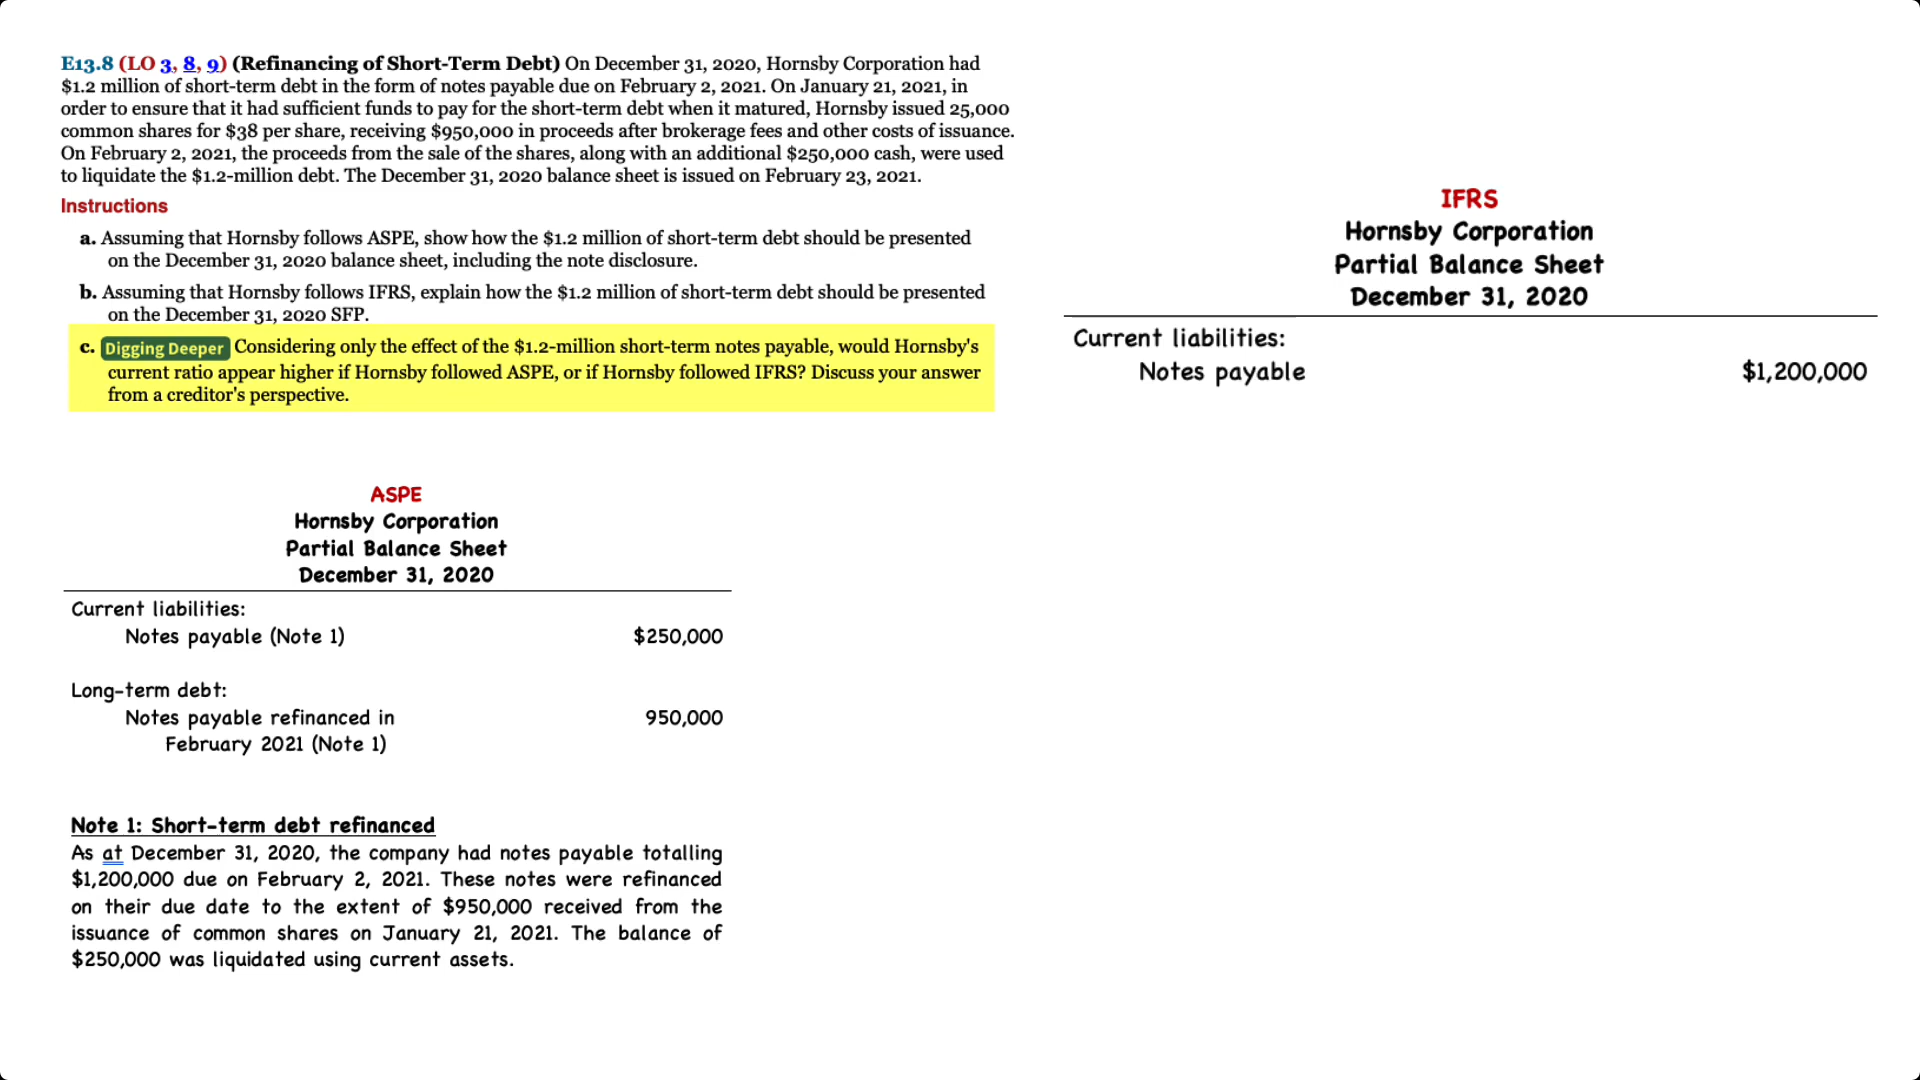 E13.8 (LO 3, 8, 9) (Refinancing of Short-Term Debt) On December 31, 2020, Hornsby Corporation had
$1.2 million of short-term debt in the form of notes payable due on February 2, 2021. On January 21, 2021, in
order to ensure that it had sufficient funds to pay for the short-term debt when it matured, Hornsby issued 25,000
common shares for $38 per share, receiving $950,000 in proceeds after brokerage fees and other costs of issuance.
On February 2, 2021, the proceeds from the sale of the shares, along with an additional $250,000 cash, were used
to liquidate the $1.2-million debt. The December 31, 2020 balance sheet is issued on February 23, 2021.
Instructions
a. Assuming that Hornsby follows ASPE, show how the $1.2 million of short-term debt should be presented
on the December 31, 2020 balance sheet, including the note disclosure.
b. Assuming that Hornsby follows IFRS, explain how the $1.2 million of short-term debt should be presented
on the December 31, 2020 SFP.
c. Digging Deeper Considering only the effect of the $1.2-million short-term notes payable, would Hornsby's
current ratio appear higher if Hornsby followed ASPE, or if Hornsby followed IFRS? Discuss your answer
from a creditor's perspective.
ASPE
Hornsby Corporation
Partial Balance Sheet
December 31, 2020
Current liabilities:
Notes payable (Note 1) $250,000
Long-term debt:
Notes payable refinanced in 950,000
February 2021 (Note 1)
Note 1: Short-term debt refinanced
As at December 31, 2020, the company had notes payable totalling
$1,200,000 due on February 2, 2021. These notes were refinanced
on their due date to the extent of $950,000 received from the
issuance of common shares on January 21, 2021. The balance of
$250,000 was liquidated using current assets.
IFRS
Hornsby Corporation
Partial Balance Sheet
December 31, 2020
Current liabilities:
Notes payable $1,200,000